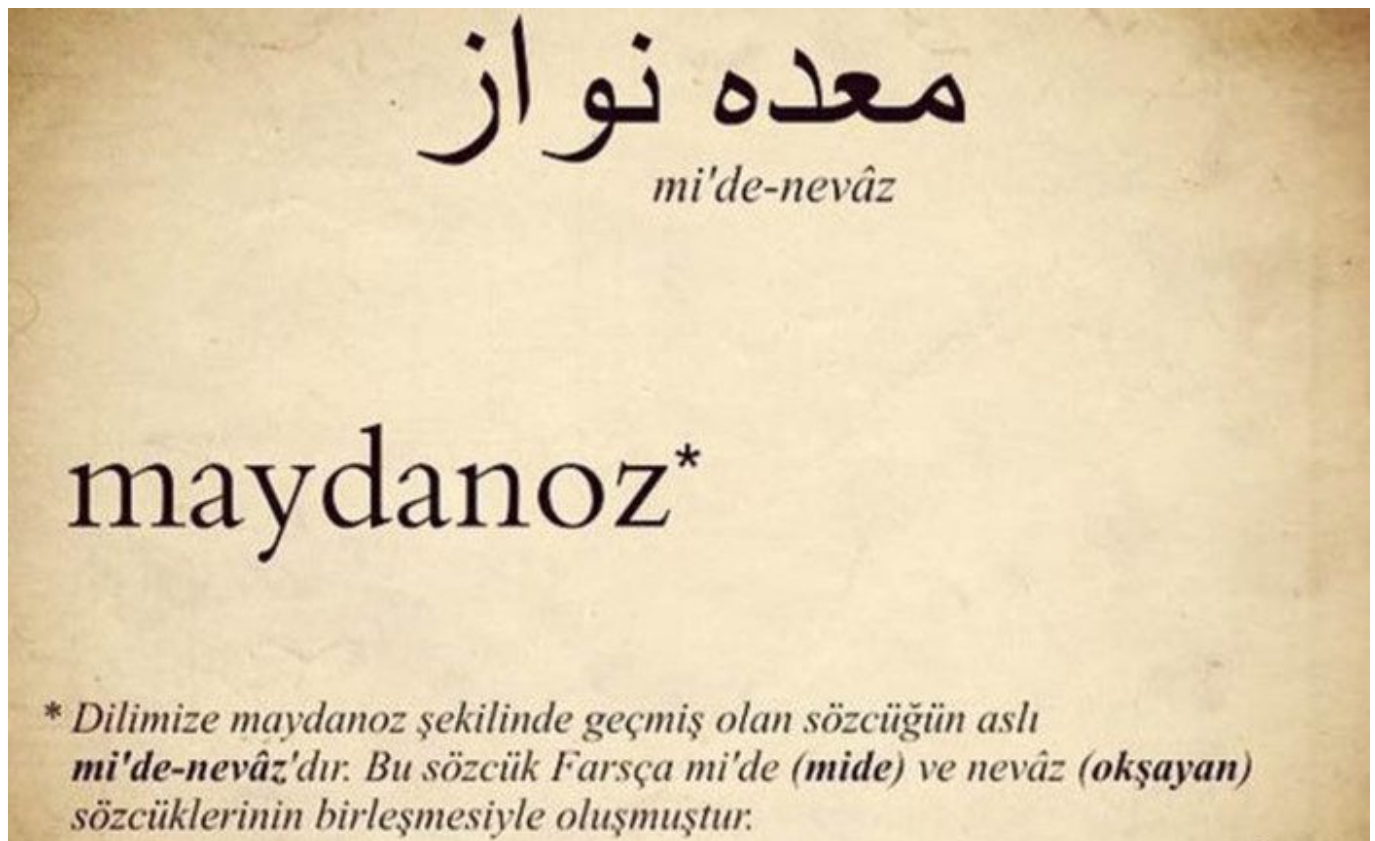 معده نواز
mi'de-nevâz
maydanoz*
* Dilimize maydanoz şekilinde geçmiş olan sözcüğün aslı
mi'de-nevâz'dır. Bu sözcük Farsça mi'de (mide) ve nevâz (okşayan)
sözcüklerinin birleşmesiyle oluşmuştur.